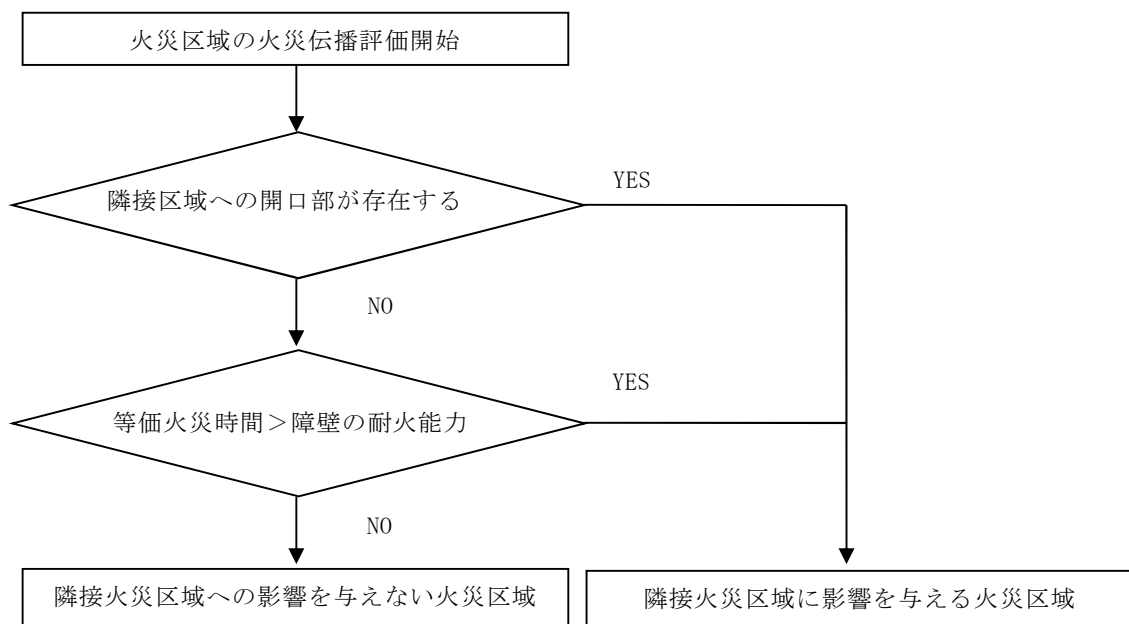 火災区域の火災伝播評価開始
隣接区域への開口部が存在する
YES
NO
等価火災時間＞障壁の耐火能力
YES
NO
隣接火災区域への影響を与えない火災区域
隣接火災区域に影響を与える火災区域